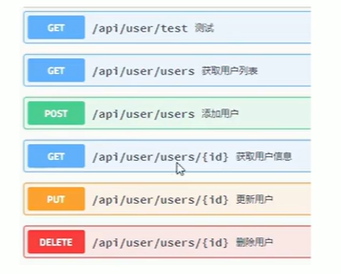 GET /api/user/test 测试
GET /api/user/users 获取用户列表
POST /api/user/users 添加用户
GET /api/user/users/{id} 获取用户信息
PUT /api/user/users/{id} 更新用户
DELETE /api/user/users/{id} 删除用户